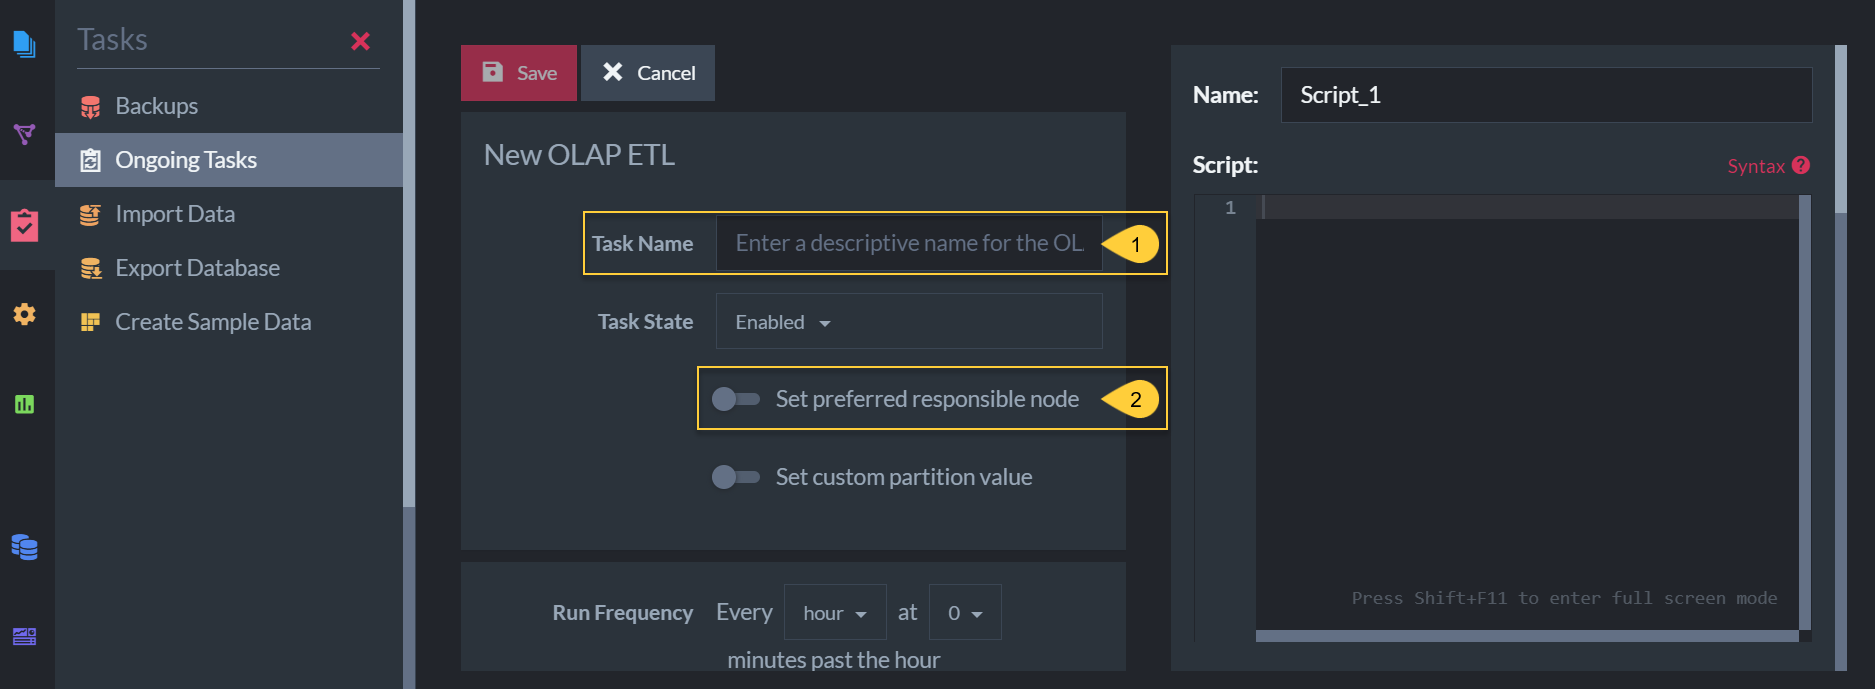 Tasks
Backups
Ongoing Tasks
Import Data
Export Database
Create Sample Data
Save Cancel
New OLAP ETL
Task Name Enter a descriptive name for the OL 1
Task State Enabled
Set preferred responsible node 2
Set custom partition value
Run Frequency Every hour at 0
minutes past the hour
Name: Script_1
Script: Syntax ?
1
Press Shift+F11 to enter full screen mode